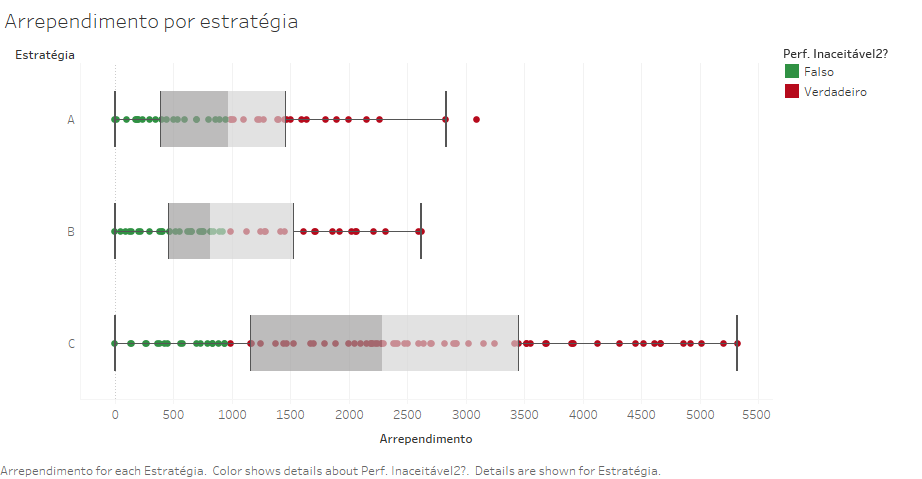 Arrependimento por estratégia
Estratégia
Perf. Inaceitável2?
Falso
Verdadeiro
A
B
C
0 500 1000 1500 2000 2500 3000 3500 4000 4500 5000 5500
Arrependimento
Arrependimento for each Estratégia. Color shows details about Perf. Inaceitável2?. Details are shown for Estratégia.